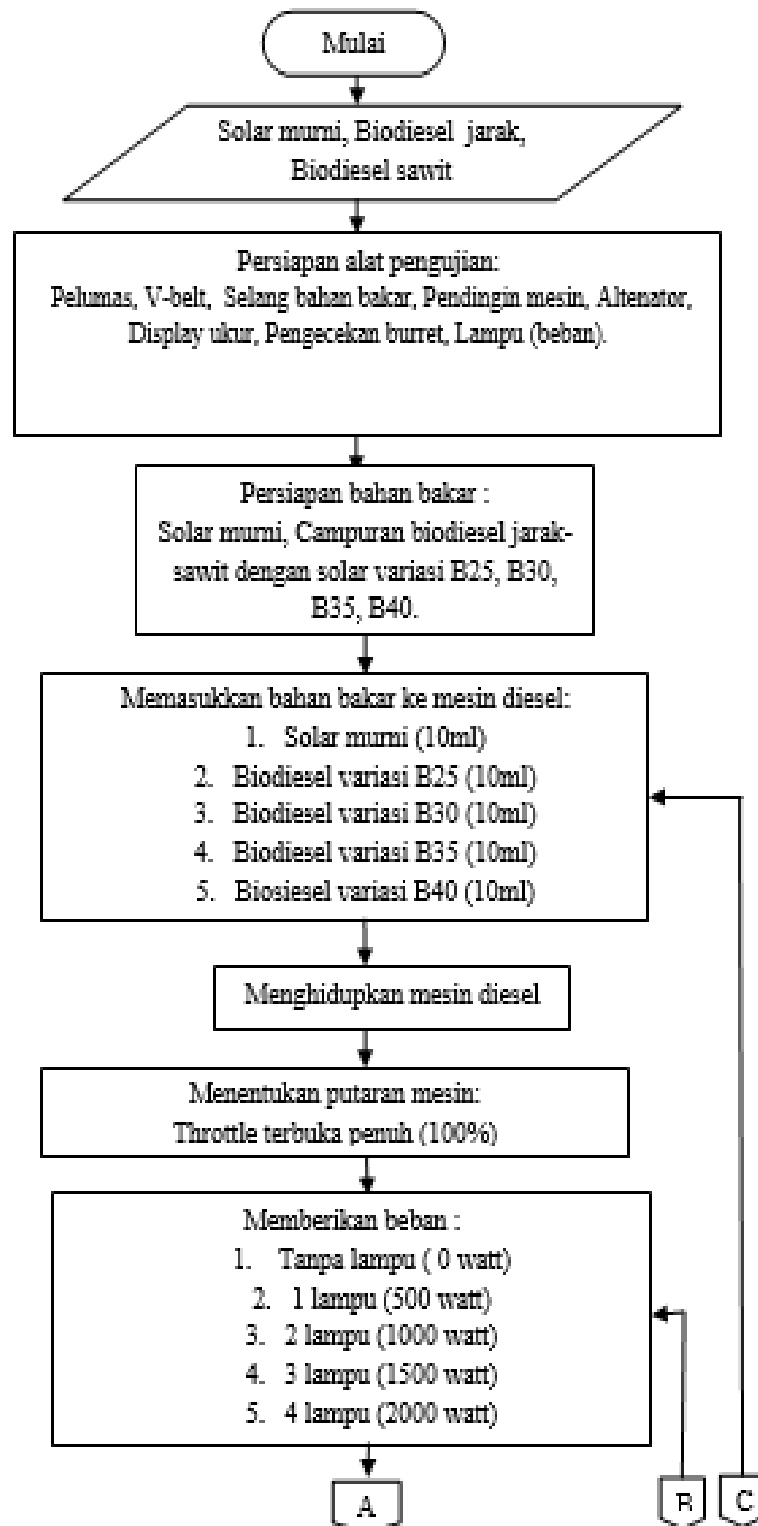 Mulai
Solar murni, Biodiesel jarak,
Biodiesel sawit
Persiapan alat pengujian:
Pelumas, V-belt, Selang bahan bakar, Pendingin mesin, Altenator,
Display ukur, Pengecekan burret, Lampu (beban).
Persiapan bahan bakar :
Solar murni, Campuran biodiesel jarak-
sawit dengan solar variasi B25, B30,
B35, B40.
Memasukkan bahan bakar ke mesin diesel:
1. Solar murni (10ml)
2. Biodiesel variasi B25 (10ml)
3. Biodiesel variasi B30 (10ml)
4. Biodiesel variasi B35 (10ml)
5. Biosiesel variasi B40 (10ml)
Menghidupkan mesin diesel
Menentukan putaran mesin:
Throttle terbuka penuh (100%)
Memberikan beban :
1. Tanpa lampu ( 0 watt)
2. 1 lampu (500 watt)
3. 2 lampu (1000 watt)
4. 3 lampu (1500 watt)
5. 4 lampu (2000 watt)
A
B
C